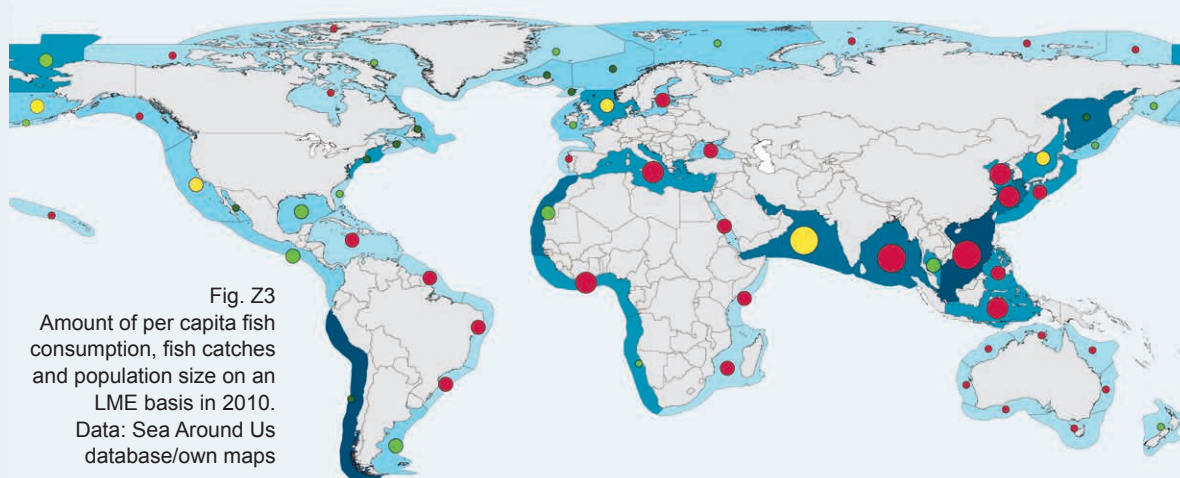 Fig. Z3
Amount of per capita fish
consumption, fish catches
and population size on an
LME basis in 2010.
Data: Sea Around Us
database/own maps